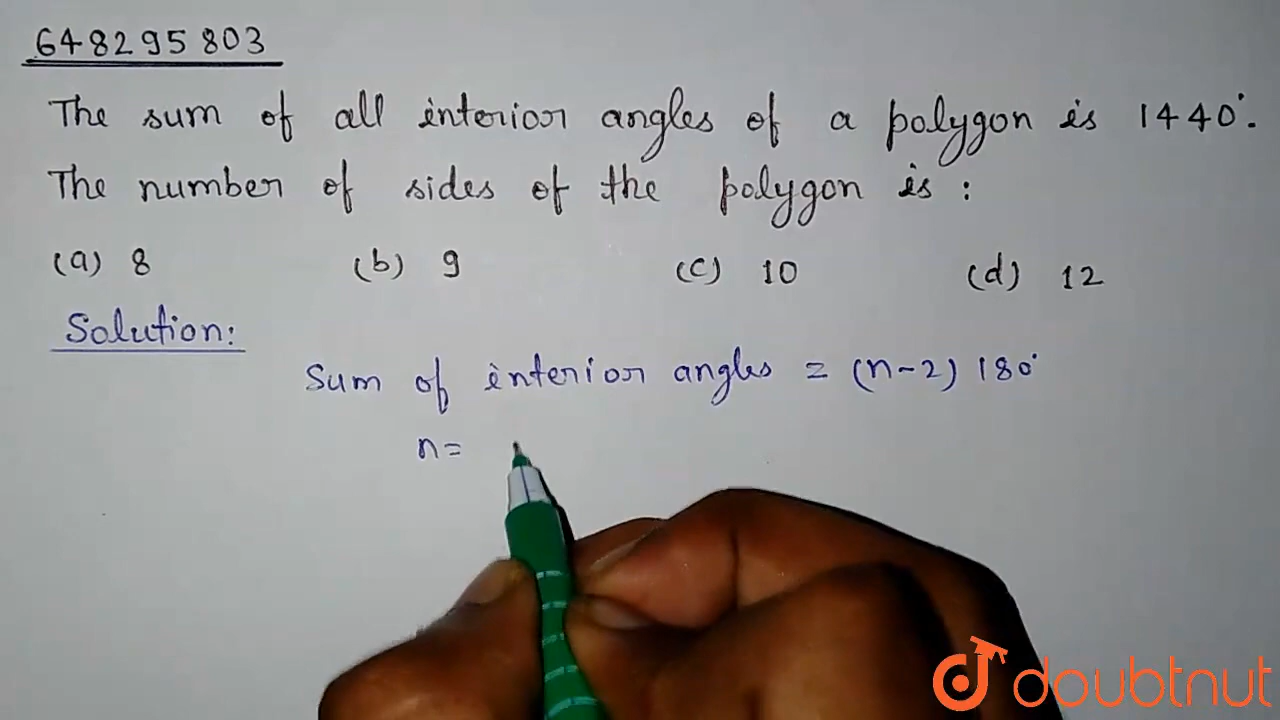 648295803
The sum of all interior angles of a polygon is 1440°.
The number of sides of the polygon is :
(a) 8 (b) 9 (c) 10 (d) 12
Solution:
Sum of interior angles = (n-2) 180°
n=
doubtnut